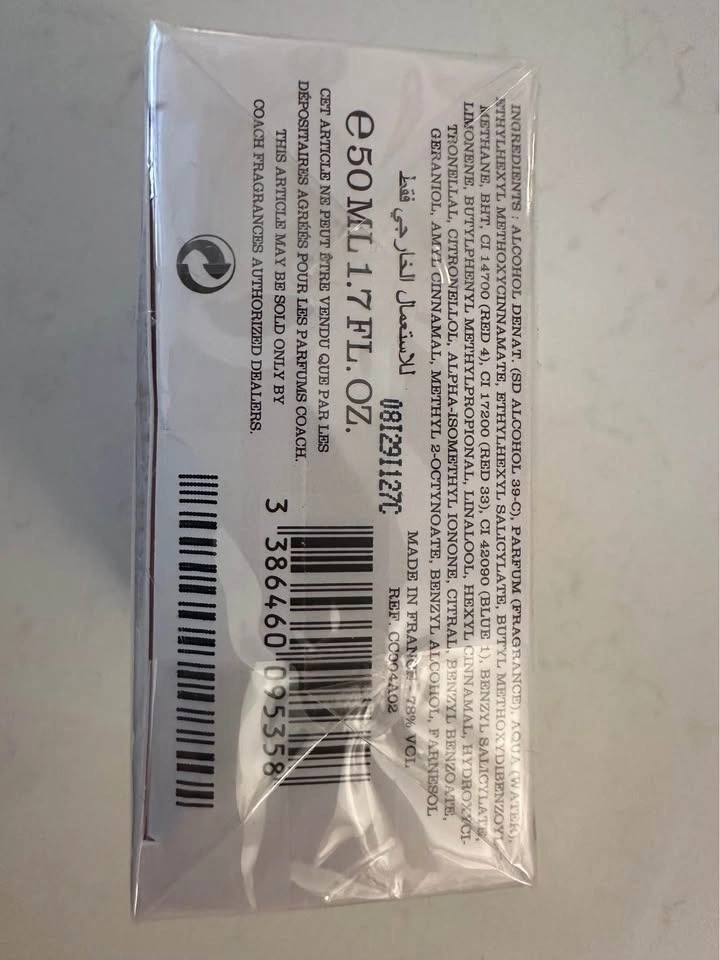 INGREDIENTS : ALCOHOL DENAT. (SD ALCOHOL 39-C), PARFUM (FRAGRANCE), AQUA (WATER),
ETHYLHEXYL METHOXYCINNAMATE, ETHYLHEXYL SALICYLATE, BUTYL METHOXYDIBENZOYL-
METHANE, BHT, CI 14700 (RED 4), CI 17200 (RED 33), CI 42090 (BLUE 1), BENZYL SALICYLATE,
LIMONENE, BUTYLPHENYL METHYLPROPIONAL, LINALOOL, HEXYL CINNAMAL, HYDROXYCI-
TRONELLAL, CITRONELLOL, ALPHA-ISOMETHYL IONONE, CITRAL, BENZYL BENZOATE,
GERANIOL, AMYL CINNAMAL, METHYL 2-OCTYNOATE, BENZYL ALCOHOL, FARNESOL
للاستعمال الخارجي فقط
MADE IN FRANCE - 78% VOL
08I29I127C
REF. CC004A02
e 50 ML 1.7 FL. OZ.
CET ARTICLE NE PEUT ÊTRE VENDU QUE PAR LES
DÉPOSITAIRES AGRÉÉS POUR LES PARFUMS COACH.
THIS ARTICLE MAY BE SOLD ONLY BY
COACH FRAGRANCES AUTHORIZED DEALERS.
3 386460 095358